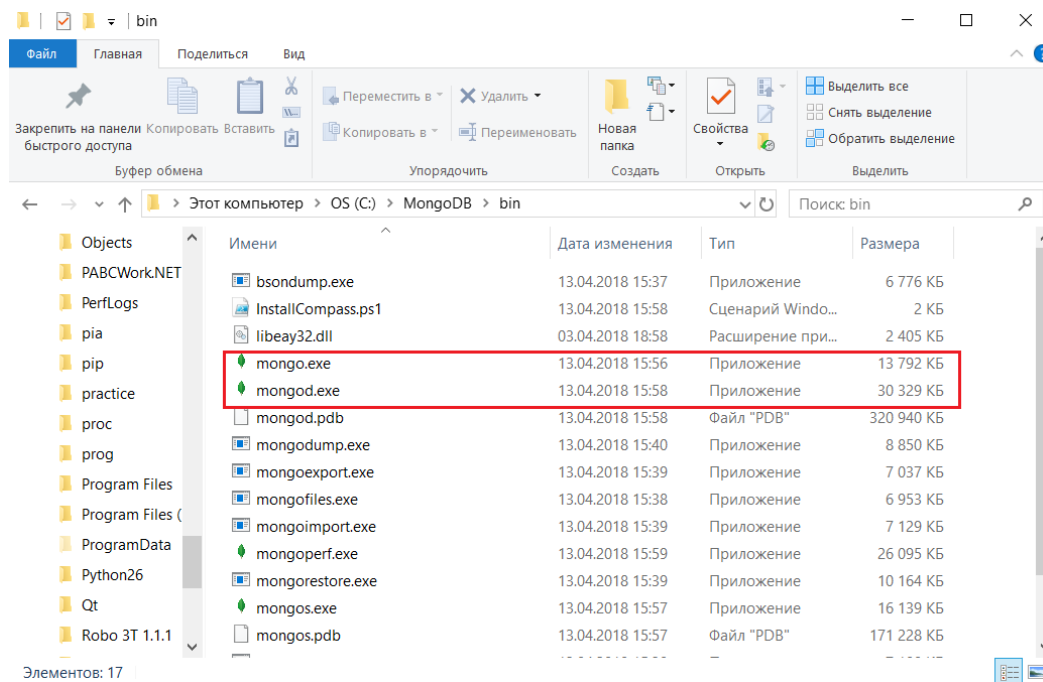 bin
Файл Главная Поделиться Вид
Закрепить на панели быстрого доступа
Копировать
Вставить
Переместить в
Копировать в
Удалить
Переименовать
Новая папка
Свойства
Выделить все
Снять выделение
Обратить выделение
Буфер обмена Упорядочить Создать Открыть Выделить
Этот компьютер > OS (C:) > MongoDB > bin
Поиск: bin
Objects
PABCWork.NET
PerfLogs
pia
pip
practice
proc
prog
Program Files
Program Files (
ProgramData
Python26
Qt
Robo 3T 1.1.1
Имени Дата изменения Тип Размера
bsondump.exe 13.04.2018 15:37 Приложение 6 776 КБ
InstallCompass.ps1 13.04.2018 15:58 Сценарий Windo... 2 КБ
libeay32.dll 03.04.2018 18:58 Расширение при... 2 405 КБ
mongo.exe 13.04.2018 15:56 Приложение 13 792 КБ
mongod.exe 13.04.2018 15:58 Приложение 30 329 КБ
mongod.pdb 13.04.2018 15:58 Файл "PDB" 320 940 КБ
mongodump.exe 13.04.2018 15:40 Приложение 8 850 КБ
mongoexport.exe 13.04.2018 15:39 Приложение 7 037 КБ
mongofiles.exe 13.04.2018 15:38 Приложение 6 953 КБ
mongoimport.exe 13.04.2018 15:39 Приложение 7 129 КБ
mongoperf.exe 13.04.2018 15:59 Приложение 26 095 КБ
mongorestore.exe 13.04.2018 15:39 Приложение 10 164 КБ
mongos.exe 13.04.2018 15:57 Приложение 16 139 КБ
mongos.pdb 13.04.2018 15:57 Файл "PDB" 171 228 КБ
Элементов: 17